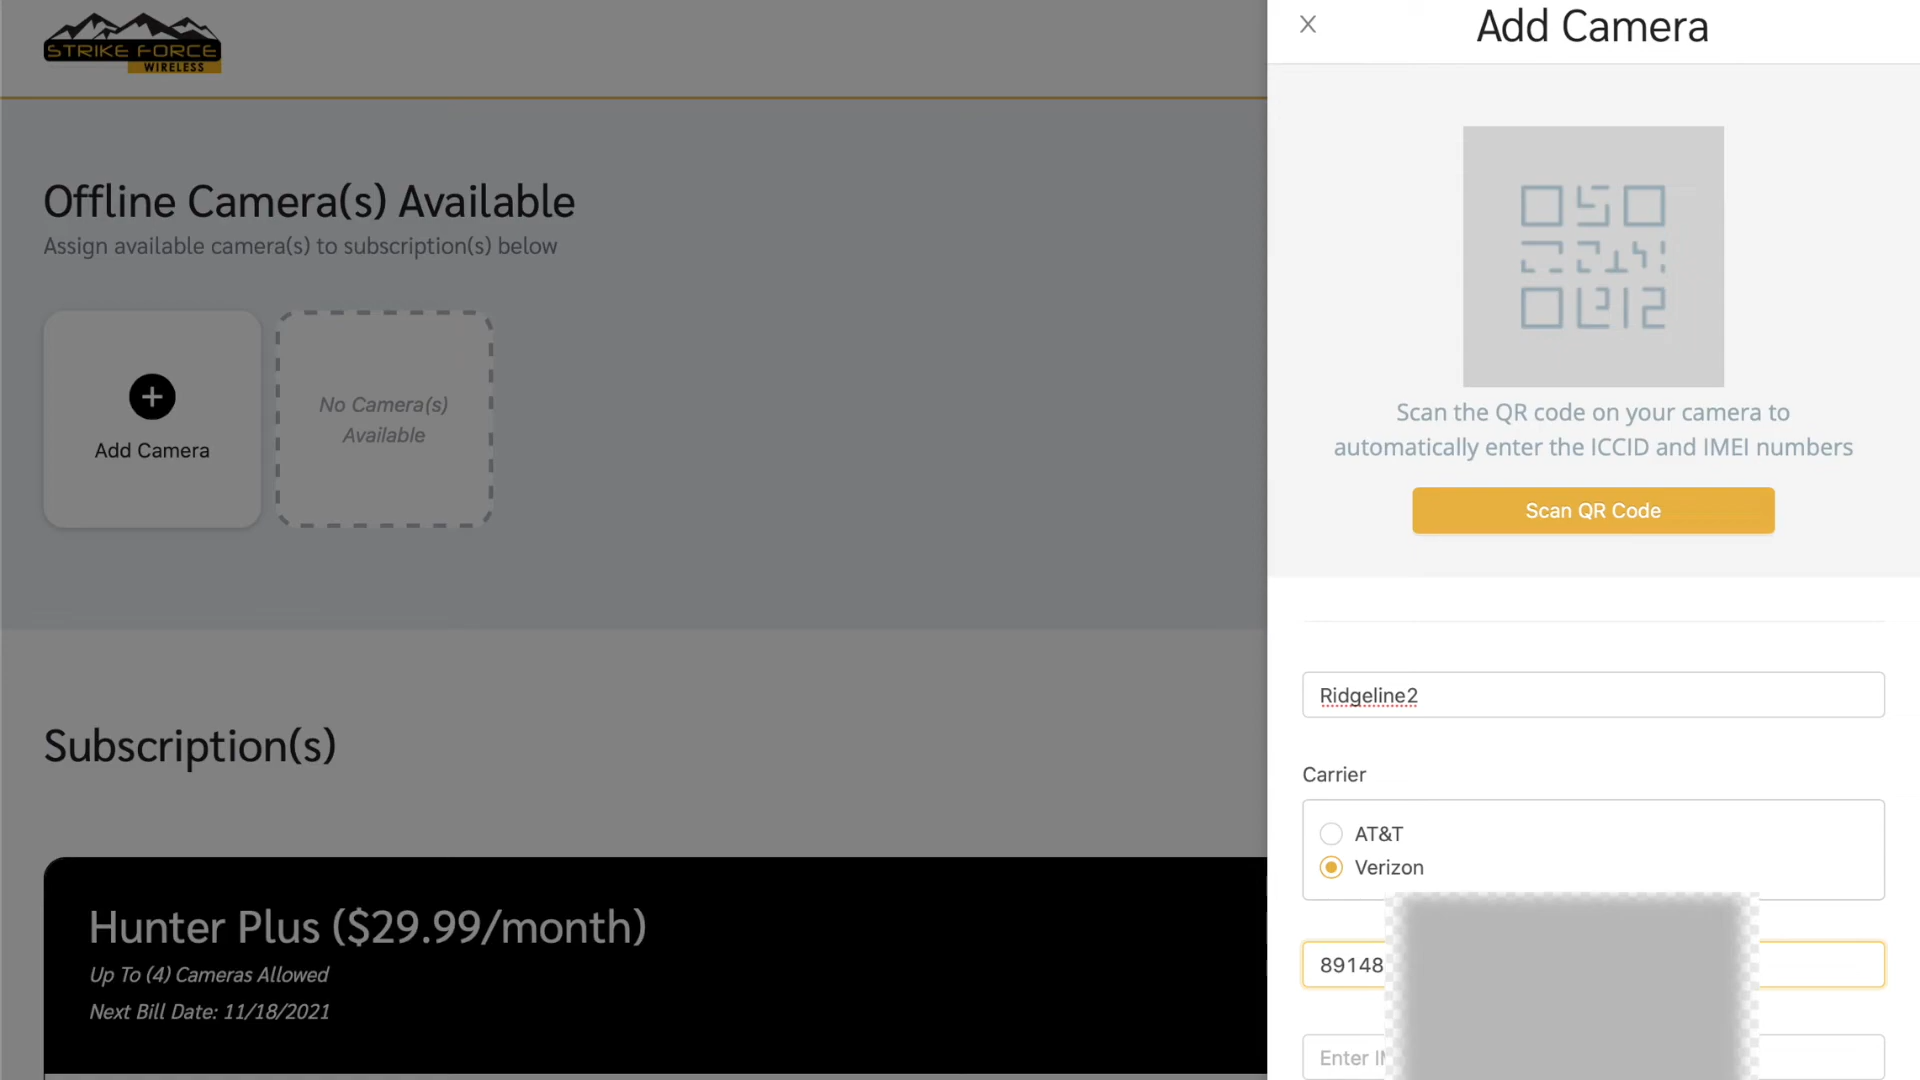 STRIKE FORCE
WIRELESS
Offline Camera(s) Available
Assign available camera(s) to subscription(s) below
Add Camera
No Camera(s)
Available
Subscription(s)
Hunter Plus ($29.99/month)
Up To (4) Cameras Allowed
Next Bill Date: 11/18/2021
Add Camera
Scan the QR code on your camera to
automatically enter the ICCID and IMEI numbers
Scan QR Code
Ridgeline2
Carrier
AT&T
Verizon
89148
Enter